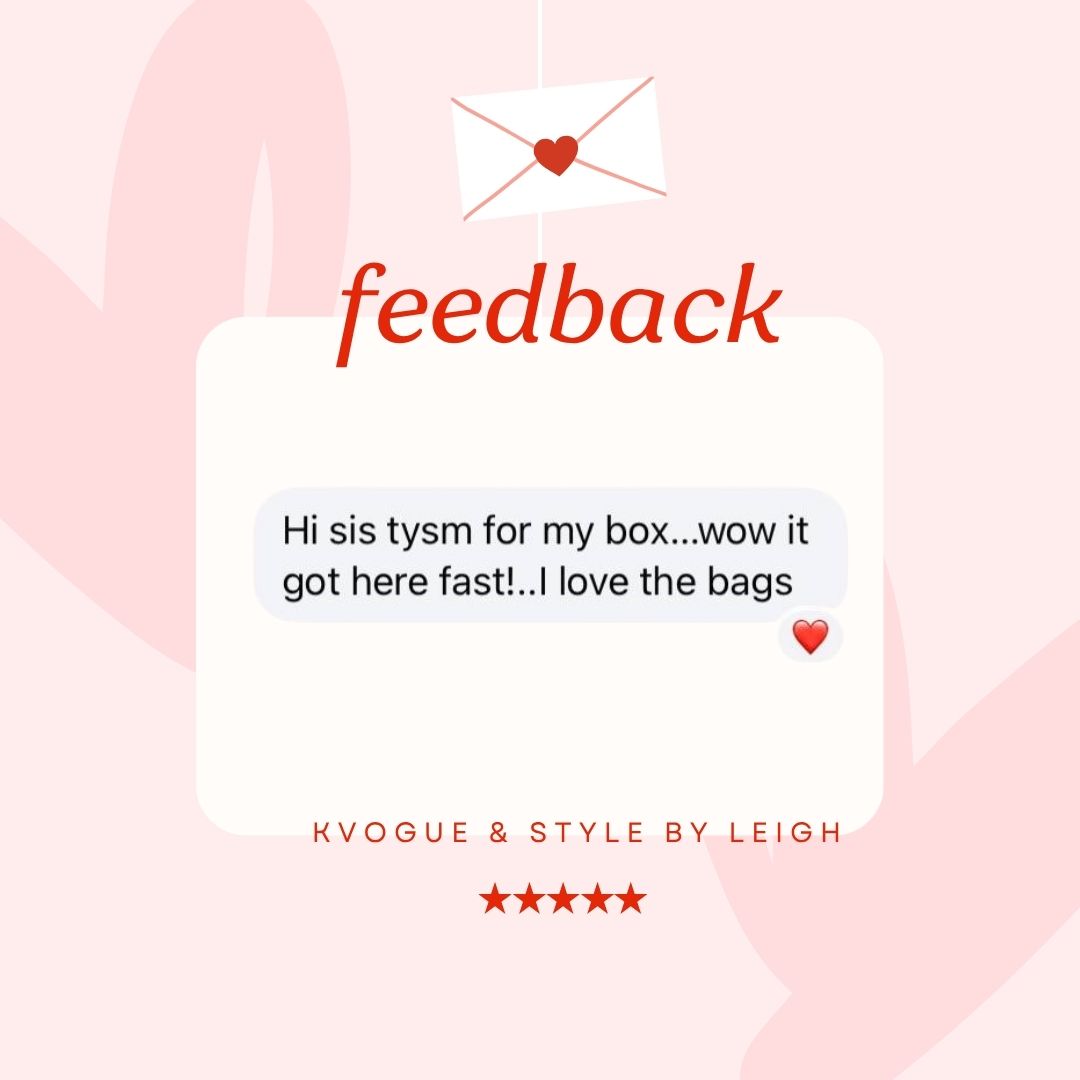 feedback
Hi sis tysm for my box...wow it
got here fast!..I love the bags
KVOGUE & STYLE BY LEIGH